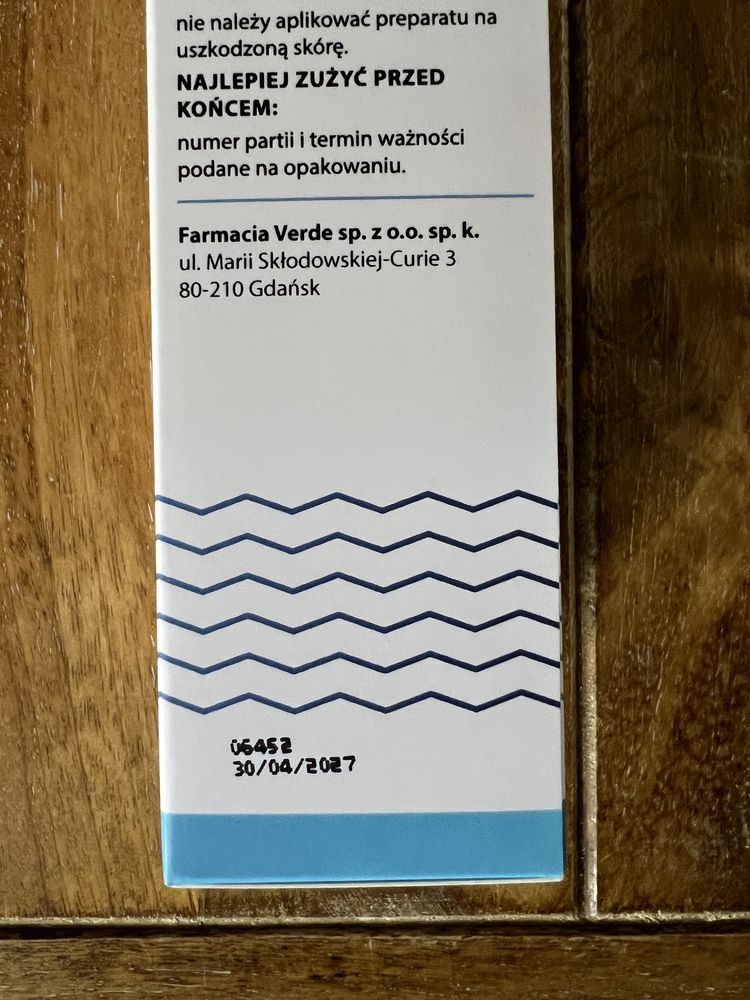 nie należy aplikować preparatu na
uszkodzoną skórę.
NAJLEPIEJ ZUŻYĆ PRZED
KOŃCEM:
numer partii i termin ważności
podane na opakowaniu.
Farmacia Verde sp. z o.o. sp. k.
ul. Marii Skłodowskiej-Curie 3
80-210 Gdańsk
06452
30/04/2027